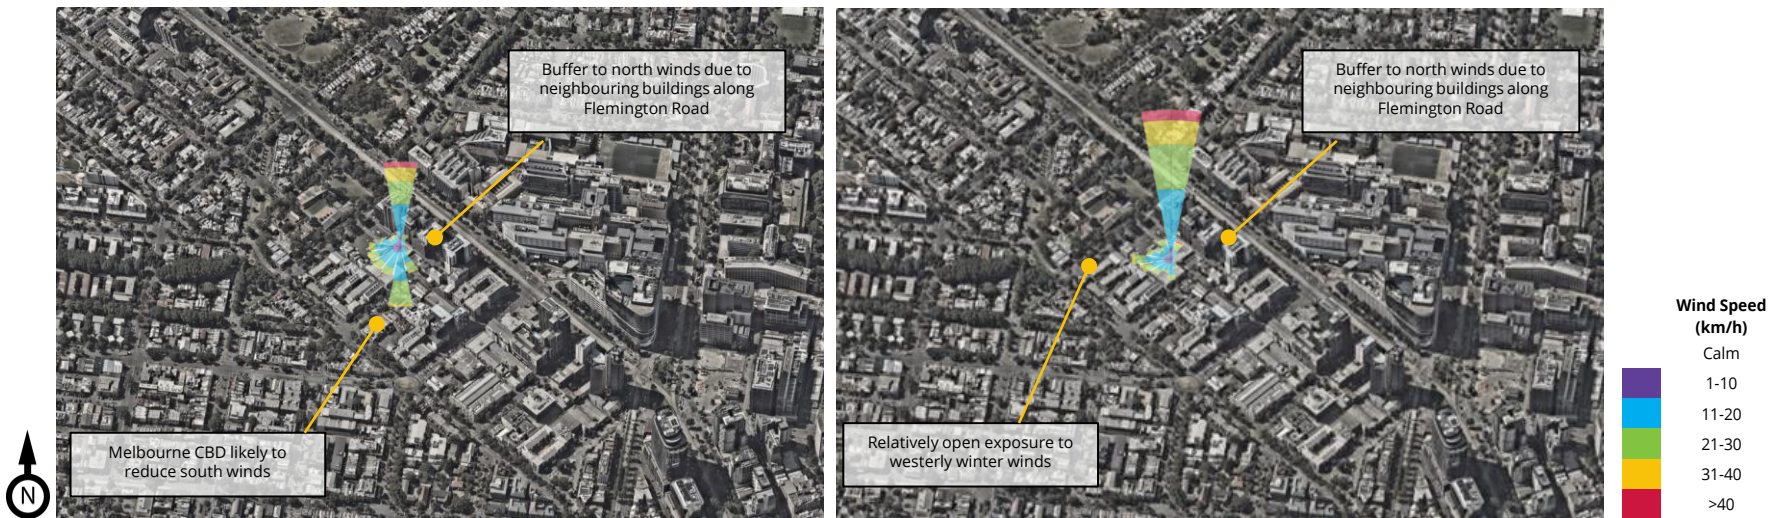 Buffer to north winds due to
neighbouring buildings along
Flemington Road
Melbourne CBD likely to
reduce south winds
N
Buffer to north winds due to
neighbouring buildings along
Flemington Road
Relatively open exposure to
westerly winter winds
Wind Speed
(km/h)
Calm
1-10
11-20
21-30
31-40
>40